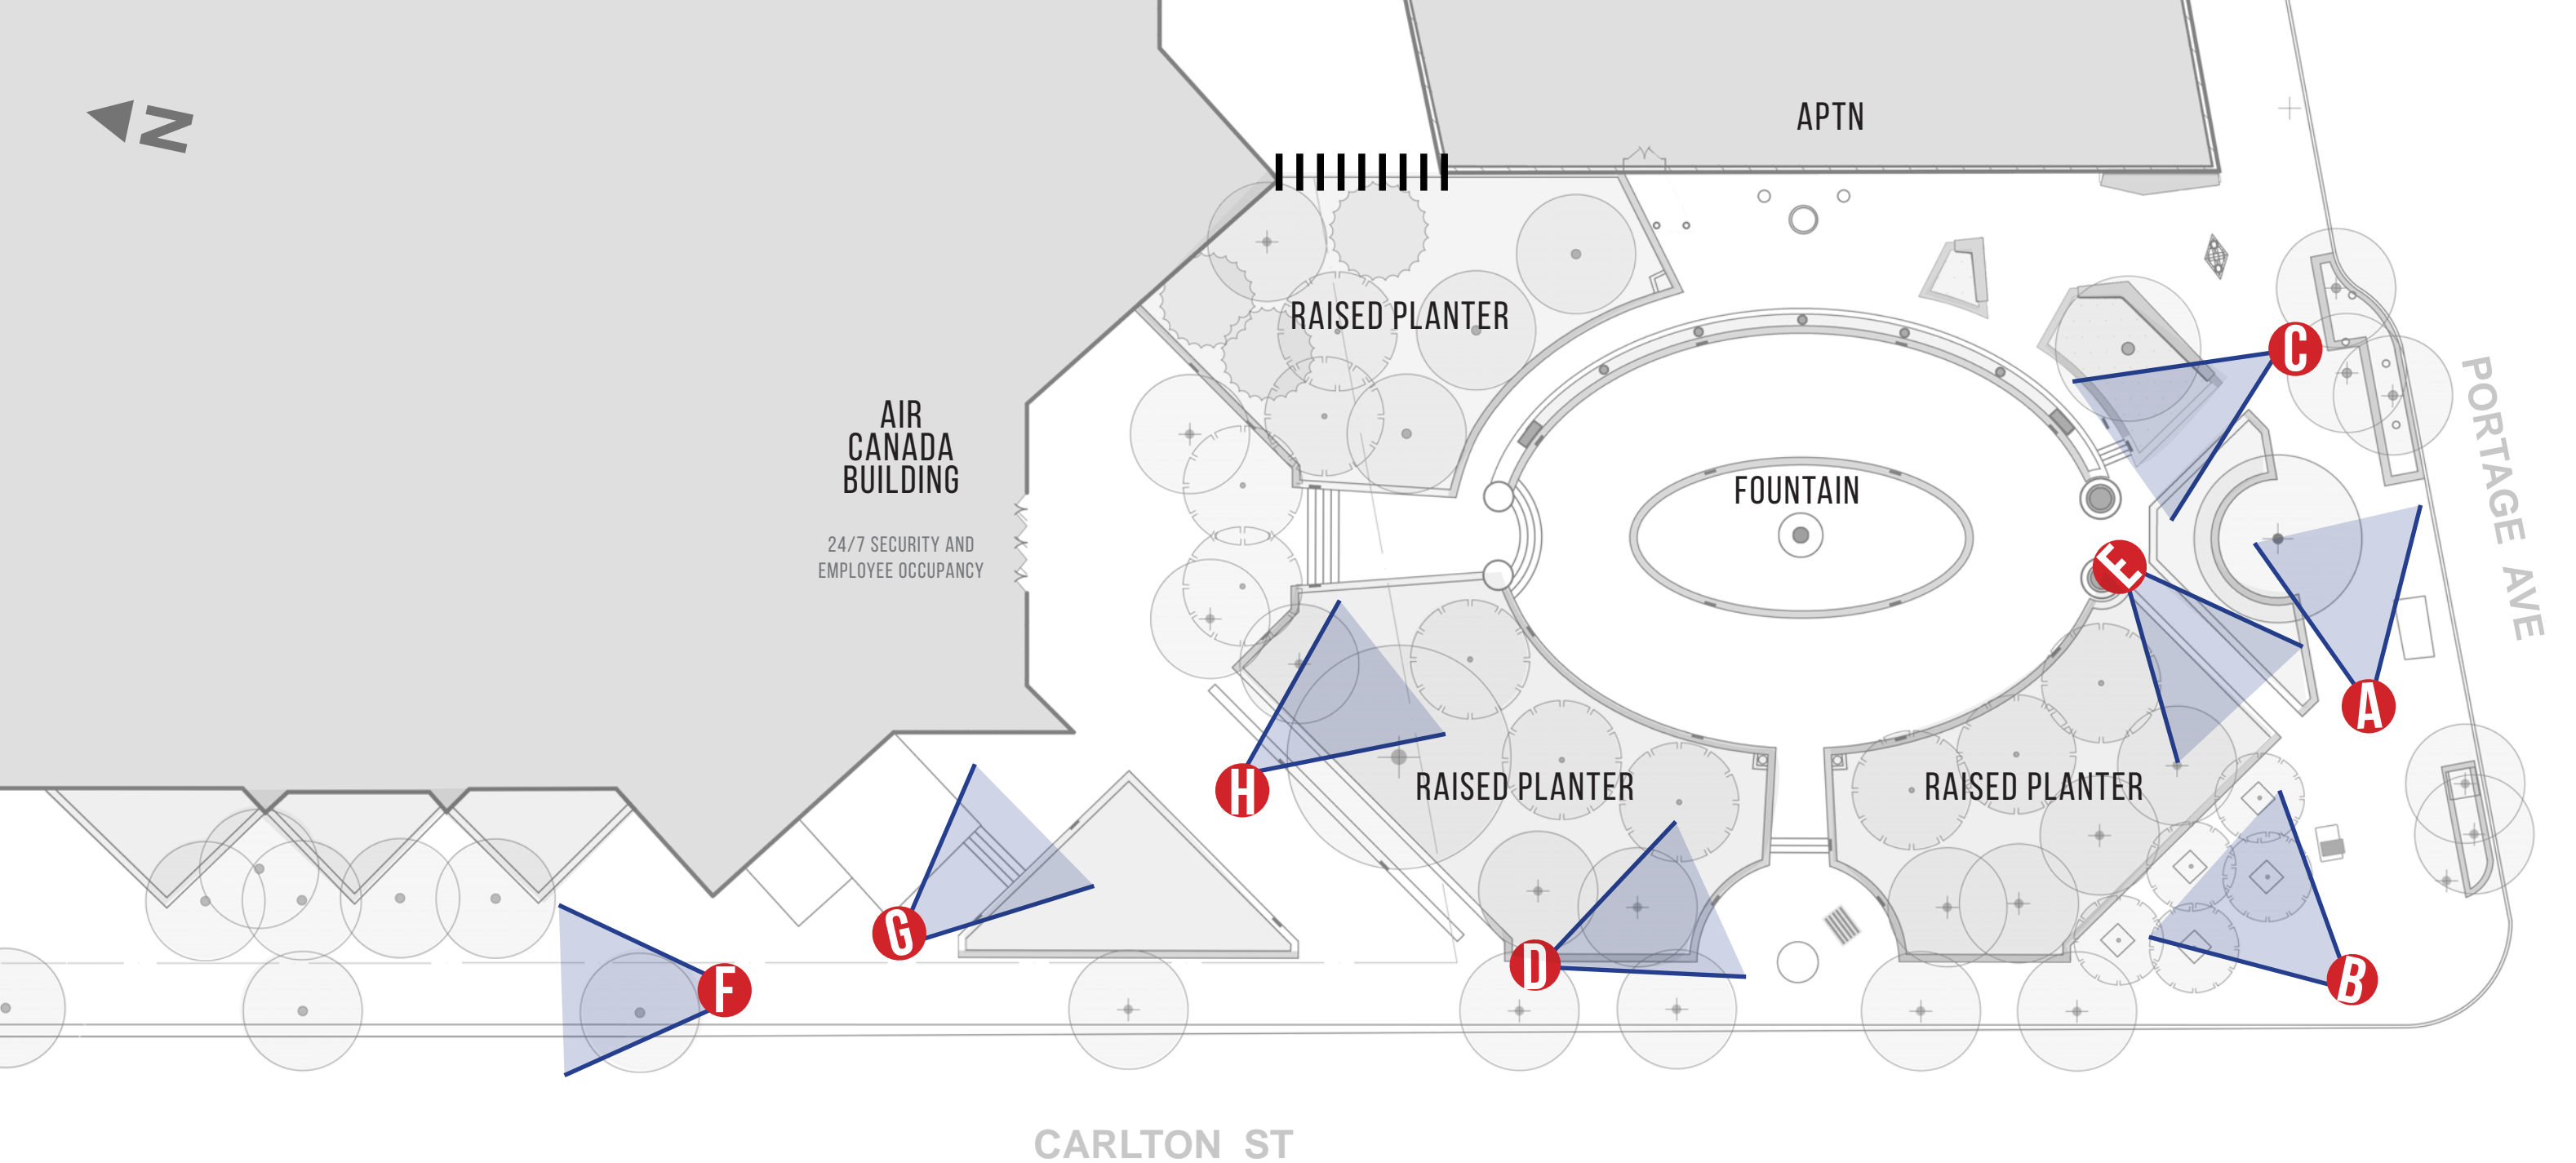 N
APTN
RAISED PLANTER
C
AIR
CANADA
BUILDING
24/7 SECURITY AND
EMPLOYEE OCCUPANCY
FOUNTAIN
PORTAGE AVE
E
A
H
RAISED PLANTER
RAISED PLANTER
G
D
F
B
CARLTON ST